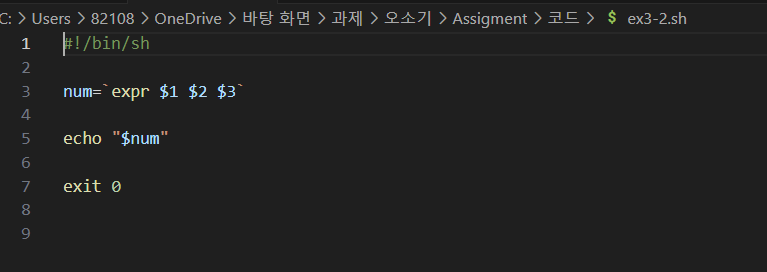 C: > Users > 82108 > OneDrive > 바탕 화면 > 과제 > 오소기 > Assigment > 코드 > $ ex3-2.sh
1 #!/bin/sh
2
3 num=`expr $1 $2 $3`
4
5 echo "$num"
6
7 exit 0
8
9